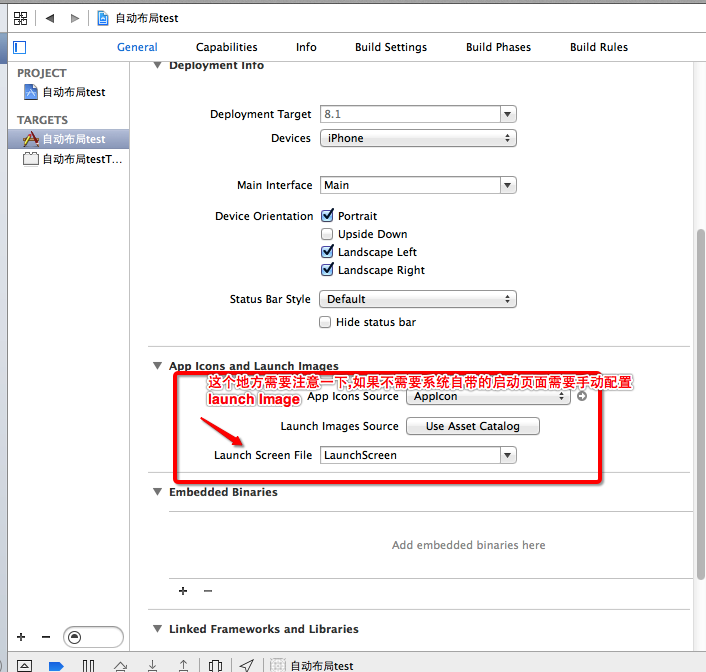 自动布局test
General Capabilities Info Build Settings Build Phases Build Rules
PROJECT
自动布局test
TARGETS
自动布局test
自动布局testT...
Deployment Info
Deployment Target 8.1
Devices iPhone
Main Interface Main
Device Orientation Portrait
Upside Down
Landscape Left
Landscape Right
Status Bar Style Default
Hide status bar
App Icons and Launch Images
这个地方需要注意一下,如果不需要系统自带的启动页面需要手动配置
launch Image
App Icons Source AppIcon
Launch Images Source Use Asset Catalog
Launch Screen File LaunchScreen
Embedded Binaries
Add embedded binaries here
Linked Frameworks and Libraries
自动布局test